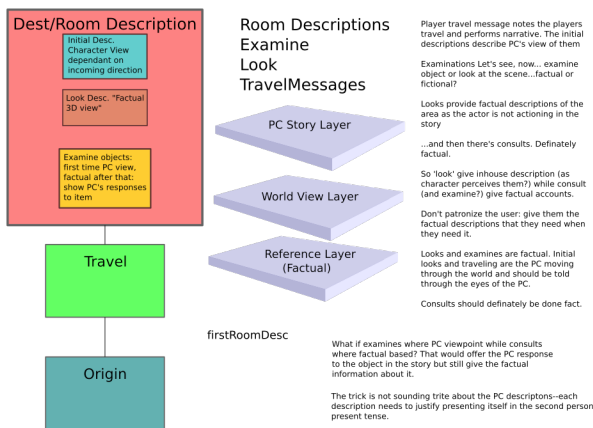 Dest/Room Description
Initial Desc.
Character View
dependant on
incoming direction
Look Desc. "Factual
3D view"
Examine objects:
first time PC view,
factual after that:
show PC's responses
to item
Travel
Origin
Room Descriptions
Examine
Look
TravelMessages
PC Story Layer
World View Layer
Reference Layer
(Factual)
firstRoomDesc
Player travel message notes the players
travel and performs narrative. The initial
descriptions describe PC's view of them
Examinations Let's see, now... examine
object or look at the scene...factual or
fictional?
Looks provide factual descriptions of the
area as the actor is not actioning in the
story
...and then there's consults. Definately
factual.
So 'look' give inhouse description (as
character perceives them?) while consult
(and examine?) give factual accounts.
Don't patronize the user: give them the
factual descriptions that they need when
they need it.
Looks and examines are factual. Initial
looks and traveling are the PC moving
through the world and should be told
through the eyes of the PC.
Consults should definately be done fact.
What if examines where PC viewpoint while consults
where factual based? That would offer the PC response
to the object in the story but still give the factual
information about it.
The trick is not sounding trite about the PC descriptons--each
description needs to justify presenting itself in the second person
present tense.